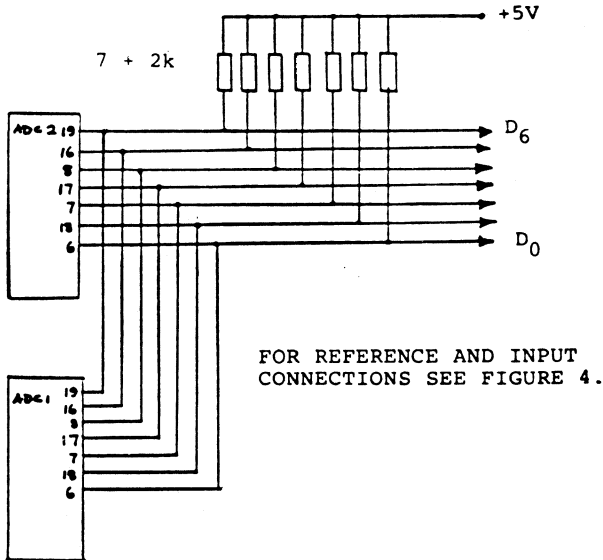 +5V
7 + 2k
ADC2 19
16
8
17
7
18
6
D6
D0
FOR REFERENCE AND INPUT
CONNECTIONS SEE FIGURE 4.
ADC1 19
16
8
17
7
18
6